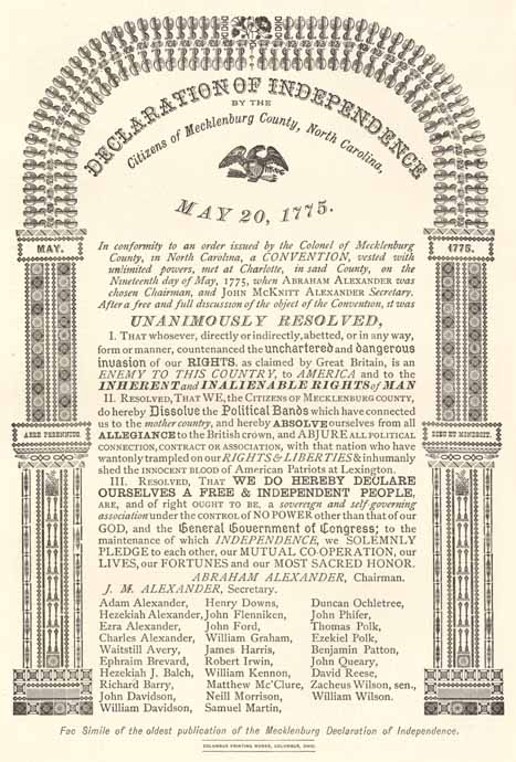 DECLARATION OF INDEPENDENCE
BY THE
Citizens of Mecklenburg County, North Carolina,
MAY 20, 1775.
MAY.
1775.
In conformity to an order issued by the Colonel of Mecklenburg
County, in North Carolina, a CONVENTION, vested with
unlimited powers, met at Charlotte, in said County, on the
Nineteenth day of May, 1775, when ABRAHAM ALEXANDER was
chosen Chairman, and JOHN MCKNITT ALEXANDER Secretary.
After a free and full discussion of the object of the Convention, it was
UNANIMOUSLY RESOLVED,
I. THAT whosoever, directly or indirectly, abetted, or in any way,
form or manner, countenanced the unchartered and dangerous
invasion of our RIGHTS, as claimed by Great Britain, is an
ENEMY TO THIS COUNTRY, to AMERICA and to the
INHERENT and INALIENABLE RIGHTS of MAN
II. RESOLVED, THAT WE, the CITIZENS OF MECKLENBURG COUNTY,
do hereby Dissolve the Political Bands which have connected
us to the mother country, and hereby ABSOLVE ourselves from all
ALLEGIANCE to the British crown, and ABJURE ALL POLITICAL
CONNECTION, CONTRACT OR ASSOCIATION, with that nation who have
wantonly trampled on our RIGHTS & LIBERTIES & inhumanly
shed the INNOCENT BLOOD of American Patriots at Lexington.
III. RESOLVED, THAT WE DO HEREBY DECLARE
OURSELVES A FREE & INDEPENDENT PEOPLE,
ARE, and of right OUGHT TO BE, a sovereign and self-governing
association under the CONTROL of NO POWER other than that of our
GOD, and the General Government of Congress; to the
maintenance of which INDEPENDENCE, we SOLEMNLY
PLEDGE to each other, our MUTUAL CO-OPERATION, our
LIVES, our FORTUNES and our MOST SACRED HONOR.
ABRAHAM ALEXANDER, Chairman.
J. M. ALEXANDER, Secretary.
Adam Alexander,
Hezekiah Alexander,
Ezra Alexander,
Charles Alexander,
Waitstill Avery,
Ephraim Brevard,
Hezekiah J. Balch,
Richard Barry,
John Davidson,
William Davidson,
Henry Downs,
John Flenniken,
John Ford,
William Graham,
James Harris,
Robert Irwin,
William Kennon,
Matthew Mc'Clure,
Neill Morrison,
Samuel Martin,
Duncan Ochletree,
John Phifer,
Thomas Polk,
Ezekiel Polk,
Benjamin Patton,
John Queary,
David Reese,
Zacheus Wilson, sen.,
William Wilson.
AERE PERENNIUS
Fac Simile of the oldest publication of the Mecklenburg Declaration of Independence.
COLUMBUS PRINTING WORKS, COLUMBUS, OHIO.